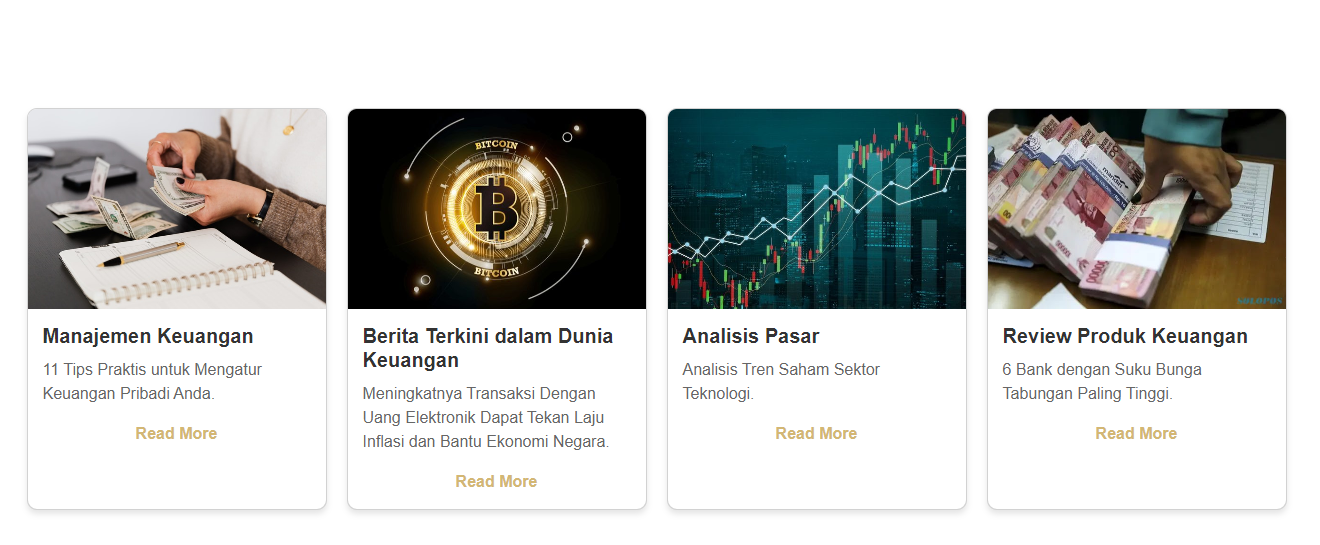 BITCOIN
BITCOIN
SOLOPOS
Manajemen Keuangan
11 Tips Praktis untuk Mengatur
Keuangan Pribadi Anda.
Read More
Berita Terkini dalam Dunia
Keuangan
Meningkatnya Transaksi Dengan
Uang Elektronik Dapat Tekan Laju
Inflasi dan Bantu Ekonomi Negara.
Read More
Analisis Pasar
Analisis Tren Saham Sektor
Teknologi.
Read More
Review Produk Keuangan
6 Bank dengan Suku Bunga
Tabungan Paling Tinggi.
Read More